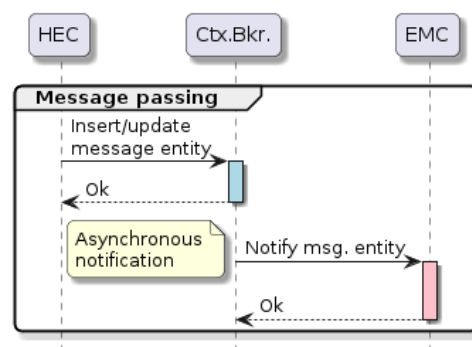 HEC
Ctx.Bkr.
EMC
Message passing
Insert/update
message entity
Ok
Asynchronous
notification
Notify msg. entity
Ok